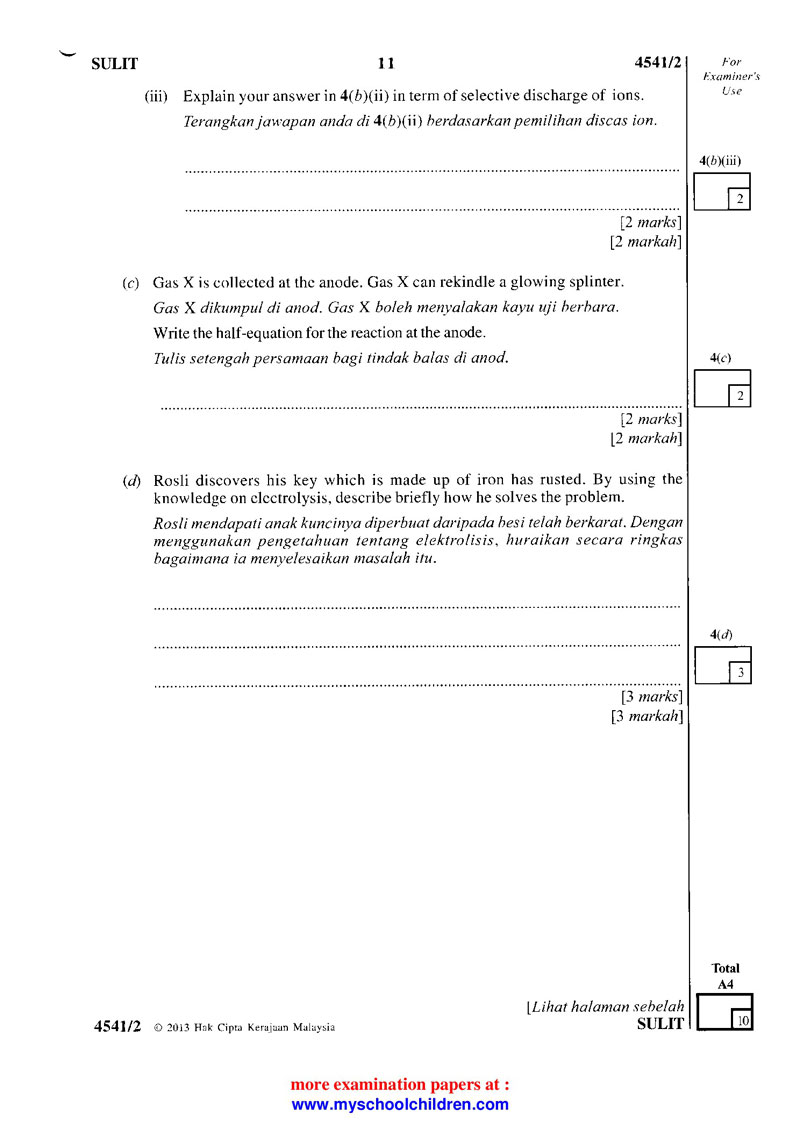 SULIT 11 4541/2
For
Examiner's
Use
(iii) Explain your answer in 4(b)(ii) in term of selective discharge of ions.
Terangkan jawapan anda di 4(b)(ii) berdasarkan pemilihan discas ion.
4(b)(iii)
2
[2 marks]
[2 markah]
(c) Gas X is collected at the anode. Gas X can rekindle a glowing splinter.
Gas X dikumpul di anod. Gas X boleh menyalakan kayu uji berbara.
Write the half-equation for the reaction at the anode.
Tulis setengah persamaan bagi tindak balas di anod.
4(c)
2
[2 marks]
[2 markah]
(d) Rosli discovers his key which is made up of iron has rusted. By using the
knowledge on electrolysis, describe briefly how he solves the problem.
Rosli mendapati anak kuncinya diperbuat daripada besi telah berkarat. Dengan
menggunakan pengetahuan tentang elektrolisis, huraikan secara ringkas
bagaimana ia menyelesaikan masalah itu.
4(d)
3
[3 marks]
[3 markah]
Total
A4
10
[Lihat halaman sebelah
4541/2 © 2013 Hak Cipta Kerajaan Malaysia SULIT
more examination papers at :
www.myschoolchildren.com